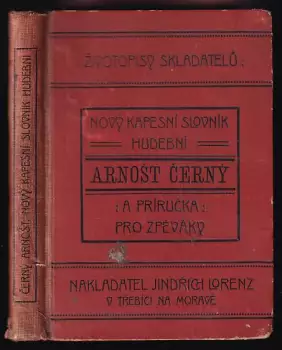 ČERNÝ ARNOŠT, NOVÝ KAPESNÍ SLOVNÍK HUDEBNÍ
ŽIVOTOPISY SKLADATELŮ;
NOVÝ KAPESNÍ SLOVNÍK
HUDEBNÍ
ARNOŠT ČERNÝ
; A PŘÍRUČKA ;
PRO ZPĚVÁKY
NAKLADATEL JINDŘICH LORENZ
V TŘEBÍČI NA MORAVĚ